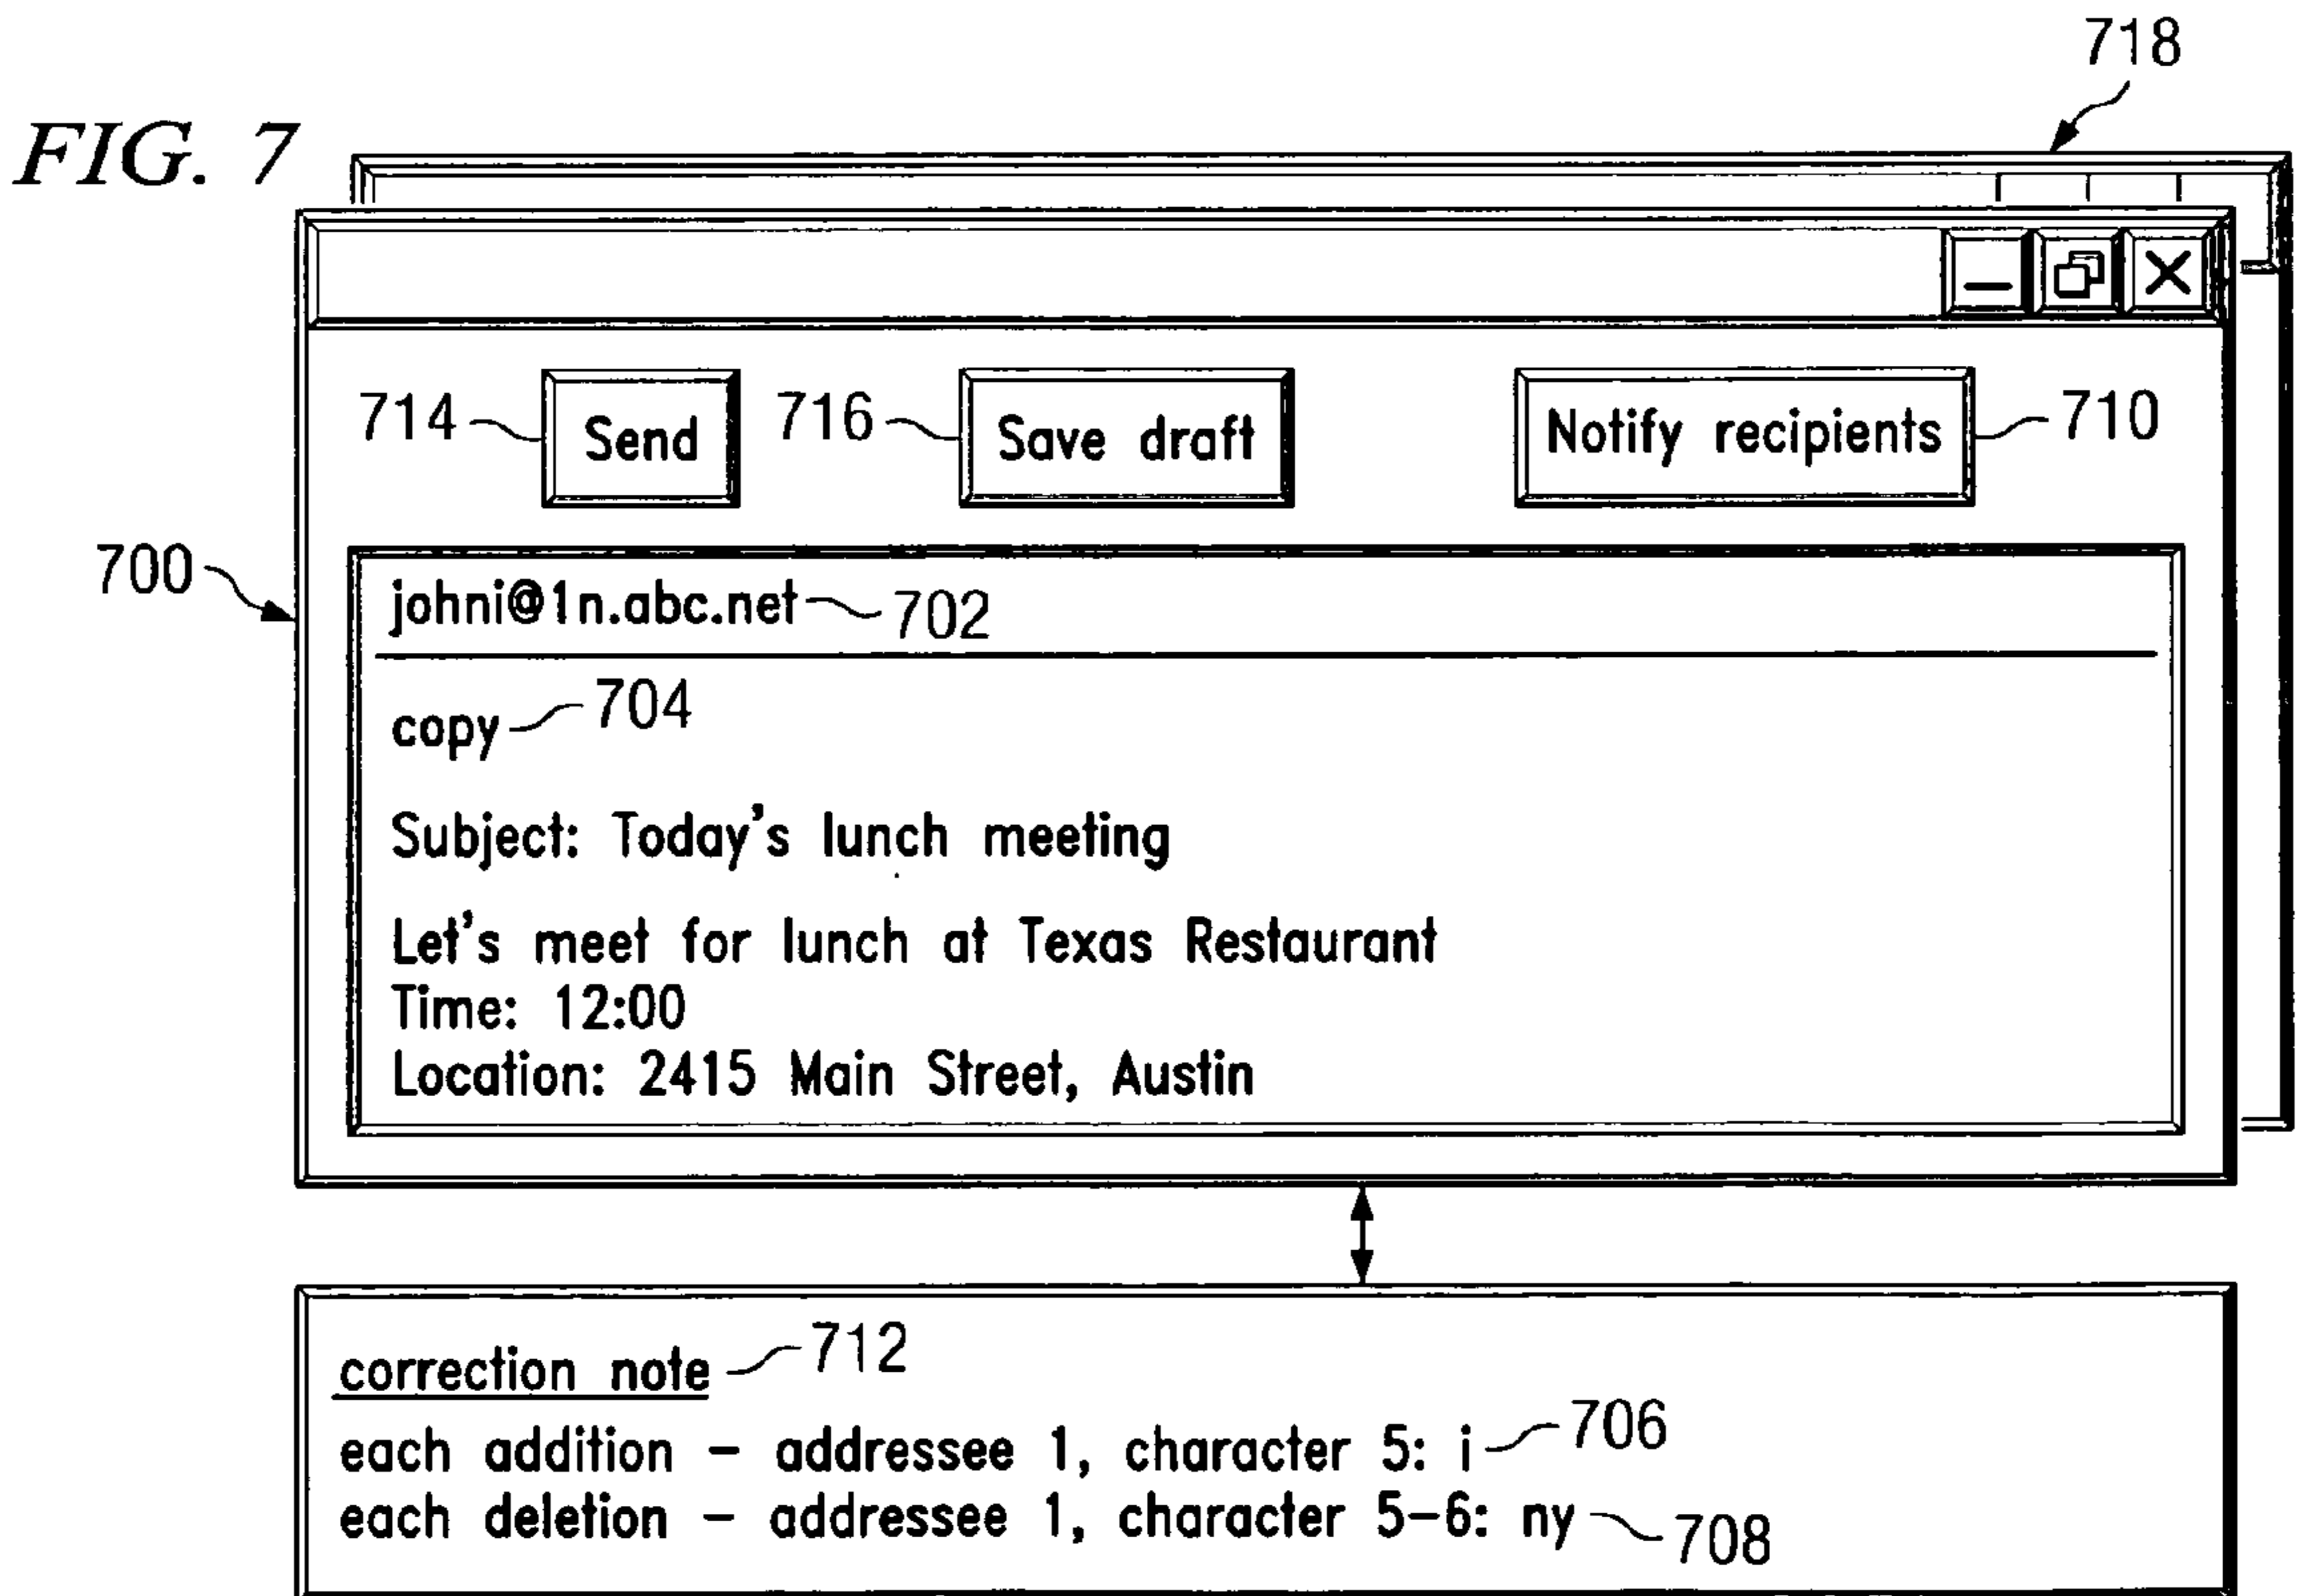 718
FIG. 7
714 Send 716 Save draft Notify recipients 710
700
johni@1n.abc.net 702
copy 704
Subject: Today's lunch meeting
Let's meet for lunch at Texas Restaurant
Time: 12:00
Location: 2415 Main Street, Austin
correction note 712
each addition – addressee 1, character 5: i 706
each deletion – addressee 1, character 5–6: ny 708